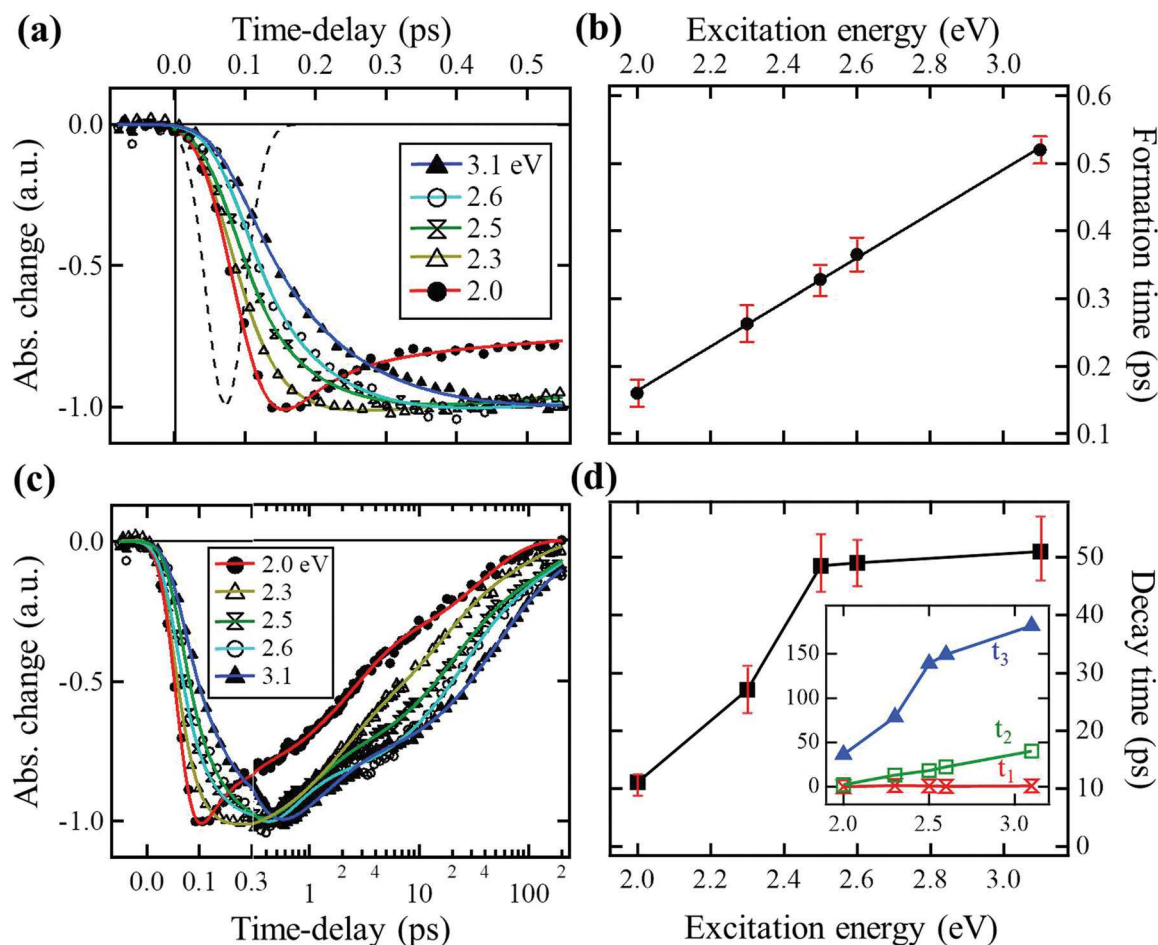 (a)
Time-delay (ps)
0.0 0.1 0.2 0.3 0.4 0.5
Abs. change (a.u.)
0.0
-0.5
-1.0
3.1 eV
2.6
2.5
2.3
2.0
(b)
Excitation energy (eV)
2.0 2.2 2.4 2.6 2.8 3.0
0.6
0.5
0.4
0.3
0.2
0.1
Formation time (ps)
(c)
Abs. change (a.u.)
0.0
-0.5
-1.0
2.0 eV
2.3
2.5
2.6
3.1
0.0 0.1 0.3 1 2 4 10 2 4 100 2
Time-delay (ps)
(d)
50
40
30
20
10
0
Decay time (ps)
150
100
50
0
t3
t2
t1
2.0 2.5 3.0
2.0 2.2 2.4 2.6 2.8 3.0
Excitation energy (eV)